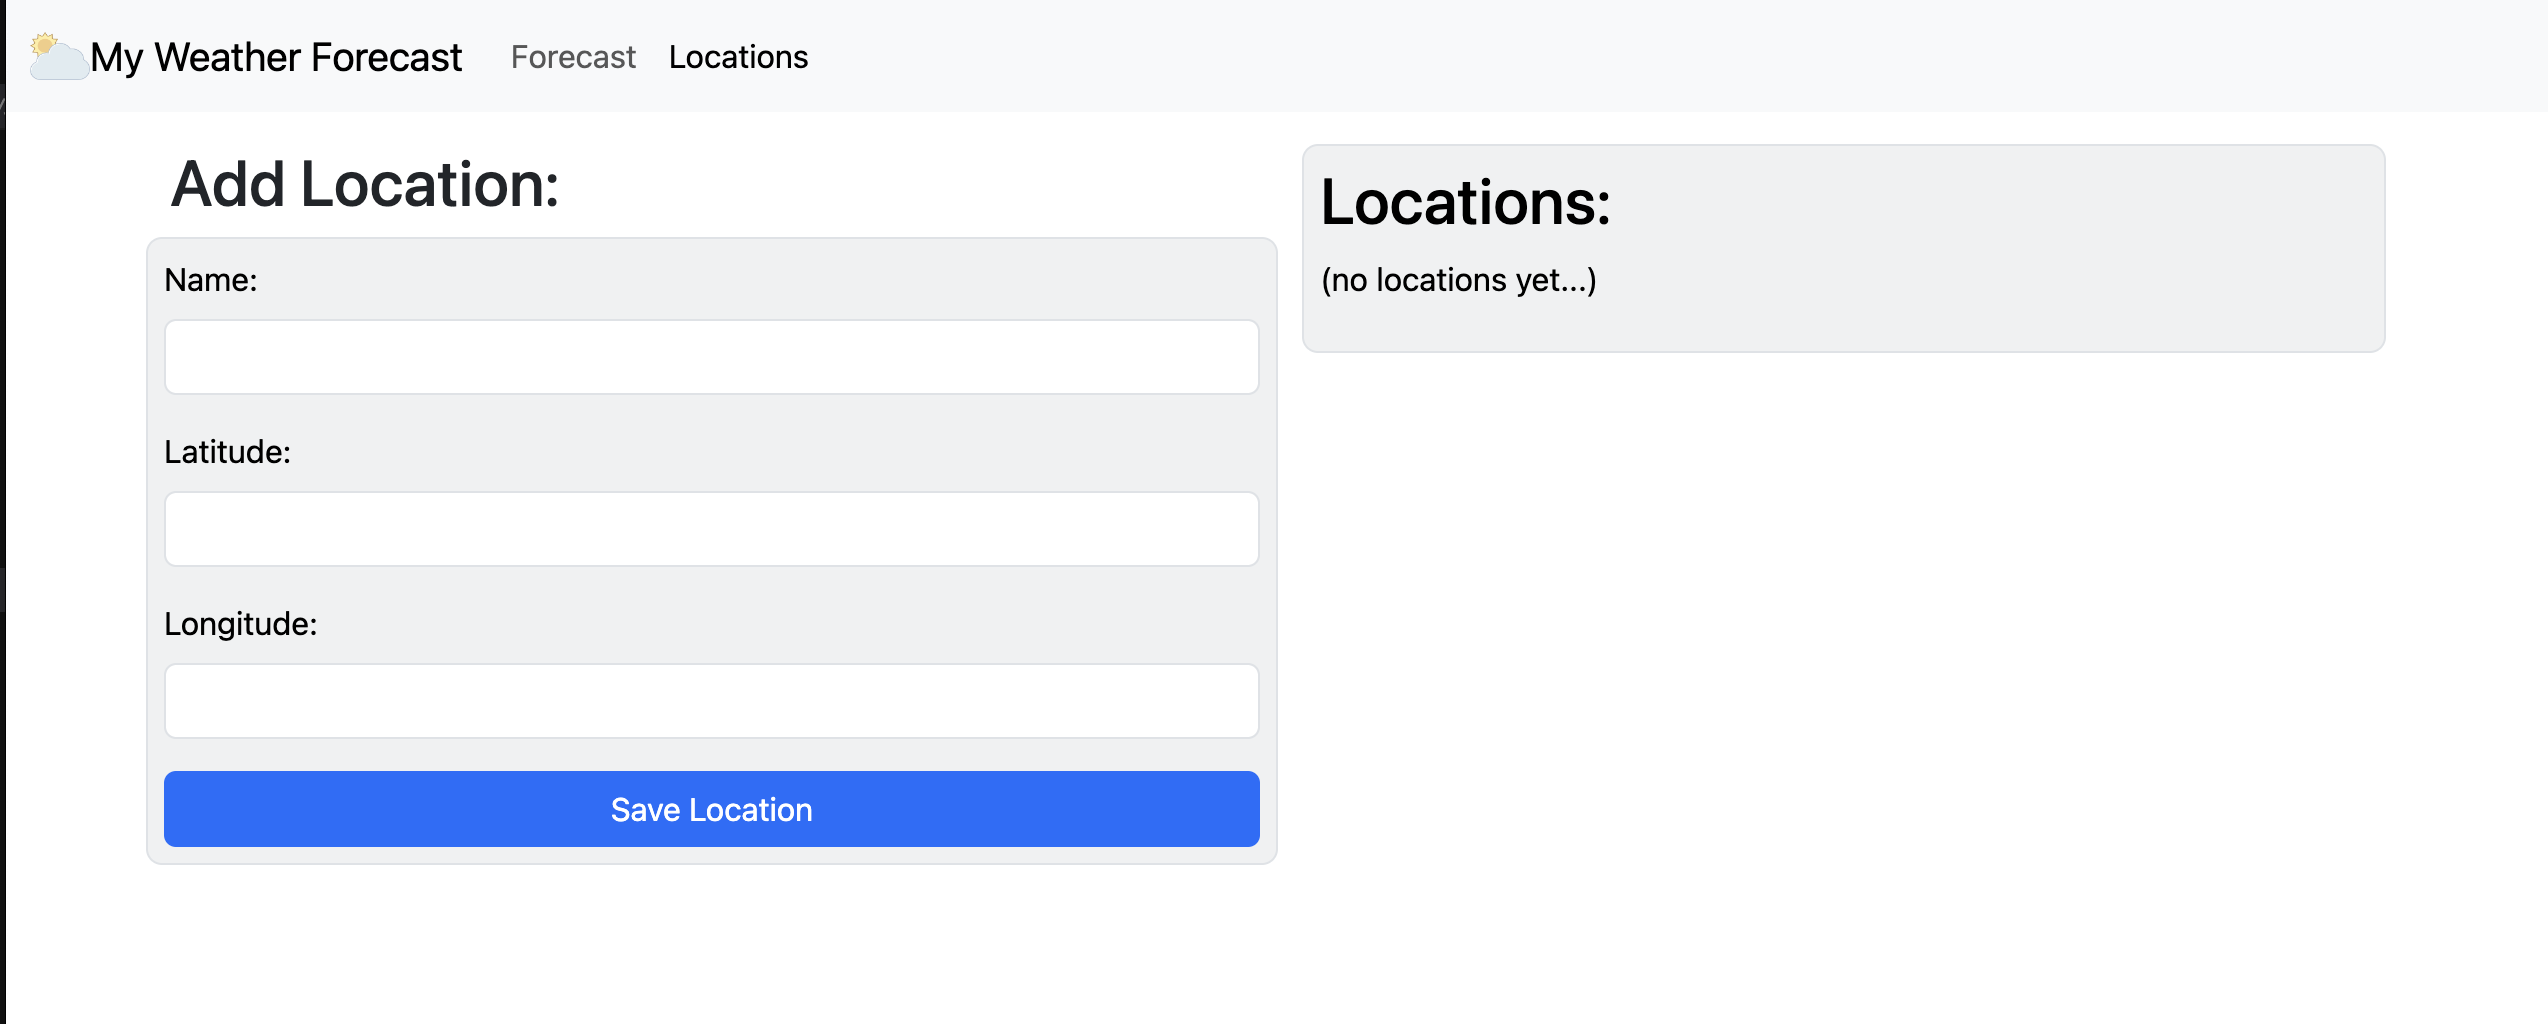 My Weather Forecast Forecast Locations
Add Location:
Name:
Latitude:
Longitude:
Save Location
Locations:
(no locations yet...)